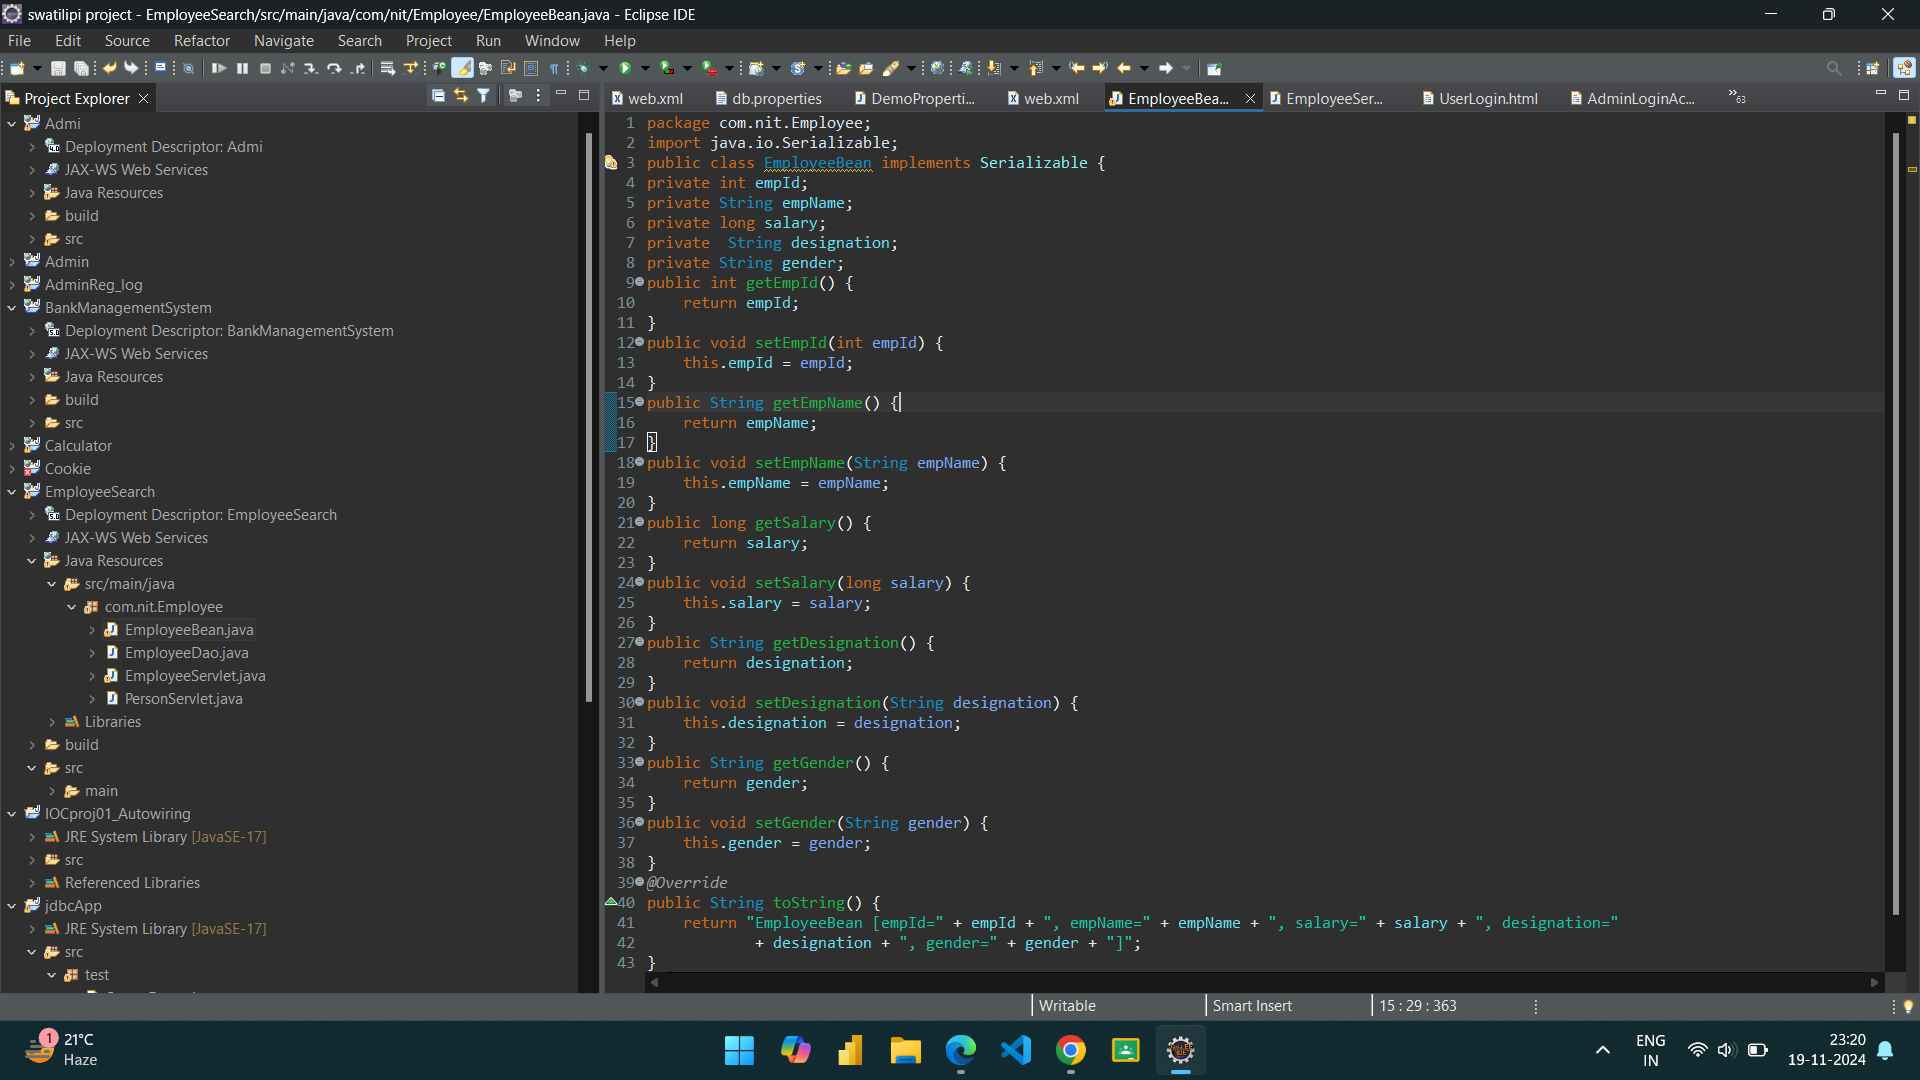 swatilipi project - EmployeeSearch/src/main/java/com/nit/Employee/EmployeeBean.java - Eclipse IDE
File Edit Source Refactor Navigate Search Project Run Window Help
Project Explorer
web.xml db.properties DemoProperti... web.xml EmployeeBea... EmployeeSer... UserLogin.html AdminLoginAc... »63
Admi
Deployment Descriptor: Admi
JAX-WS Web Services
Java Resources
build
src
Admin
AdminReg_log
BankManagementSystem
Deployment Descriptor: BankManagementSystem
JAX-WS Web Services
Java Resources
build
src
Calculator
Cookie
EmployeeSearch
Deployment Descriptor: EmployeeSearch
JAX-WS Web Services
Java Resources
src/main/java
com.nit.Employee
EmployeeBean.java
EmployeeDao.java
EmployeeServlet.java
PersonServlet.java
Libraries
build
src
main
IOCproj01_Autowiring
JRE System Library [JavaSE-17]
src
Referenced Libraries
jdbcApp
JRE System Library [JavaSE-17]
src
test
1 package com.nit.Employee;
2 import java.io.Serializable;
3 public class EmployeeBean implements Serializable {
4 private int empId;
5 private String empName;
6 private long salary;
7 private  String designation;
8 private String gender;
9 public int getEmpId() {
10     return empId;
11 }
12 public void setEmpId(int empId) {
13     this.empId = empId;
14 }
15 public String getEmpName() {
16     return empName;
17 }
18 public void setEmpName(String empName) {
19     this.empName = empName;
20 }
21 public long getSalary() {
22     return salary;
23 }
24 public void setSalary(long salary) {
25     this.salary = salary;
26 }
27 public String getDesignation() {
28     return designation;
29 }
30 public void setDesignation(String designation) {
31     this.designation = designation;
32 }
33 public String getGender() {
34     return gender;
35 }
36 public void setGender(String gender) {
37     this.gender = gender;
38 }
39 @Override
40 public String toString() {
41     return "EmployeeBean [empId=" + empId + ", empName=" + empName + ", salary=" + salary + ", designation="
42             + designation + ", gender=" + gender + "]";
43 }
Writable Smart Insert 15 : 29 : 363
1
21°C
Haze
ENG
IN
23:20
19-11-2024